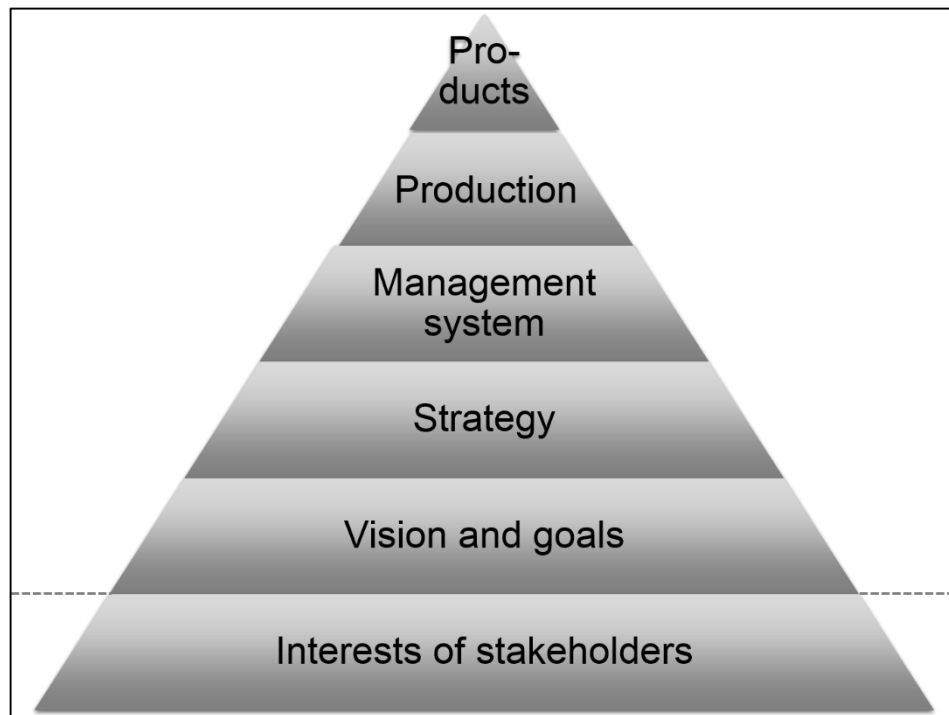 Pro-
ducts
Production
Management
system
Strategy
Vision and goals
Interests of stakeholders